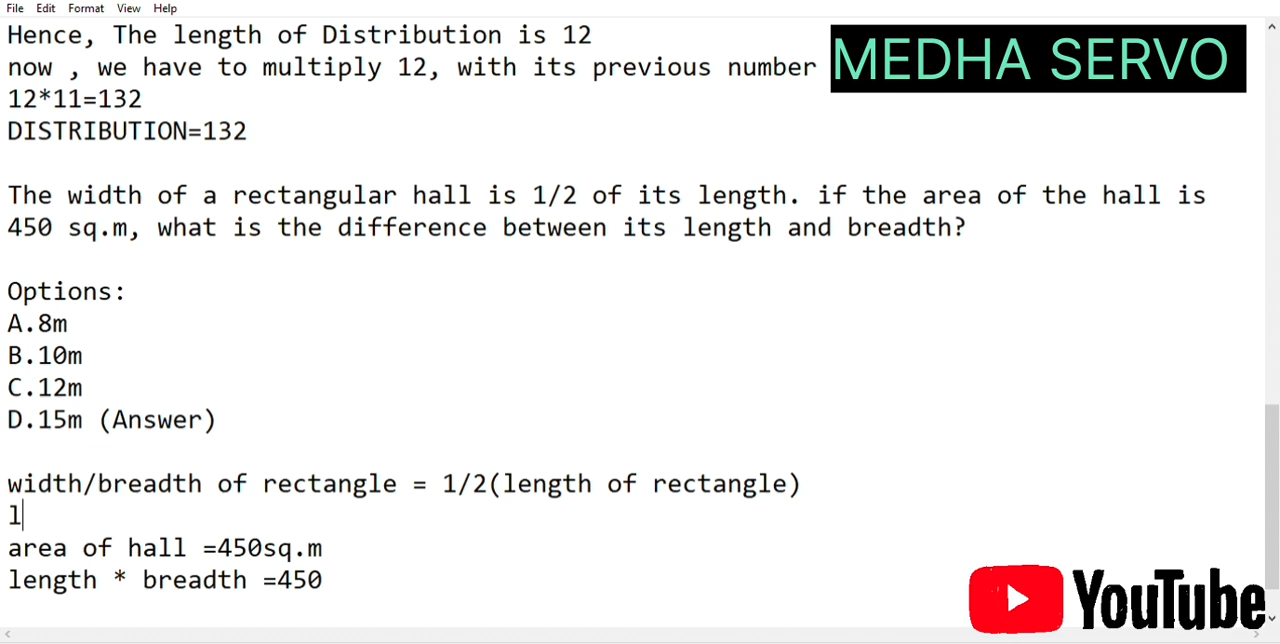 File Edit Format View Help
Hence, The length of Distribution is 12
now , we have to multiply 12, with its previous number
MEDHA SERVO
12*11=132
DISTRIBUTION=132
The width of a rectangular hall is 1/2 of its length. if the area of the hall is
450 sq.m, what is the difference between its length and breadth?
Options:
A.8m
B.10m
C.12m
D.15m (Answer)
width/breadth of rectangle = 1/2(length of rectangle)
l
area of hall =450sq.m
length * breadth =450
YouTube